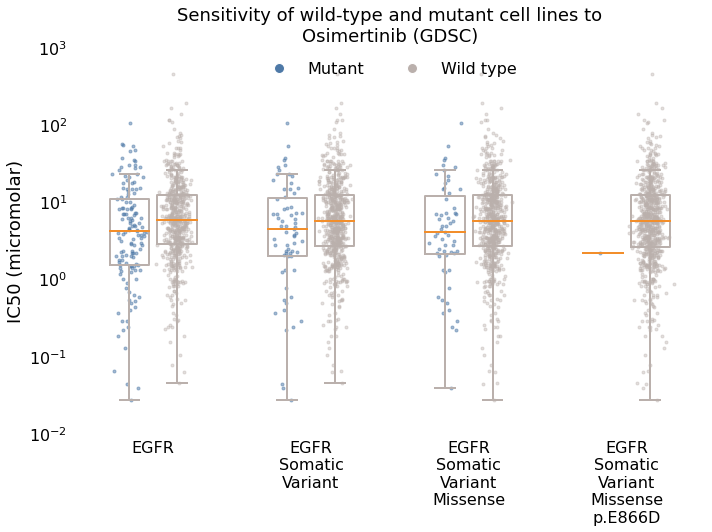 Sensitivity of wild-type and mutant cell lines to
Osimertinib (GDSC)
Mutant
Wild type
IC50 (micromolar)
10³
10²
10¹
10⁰
10⁻¹
10⁻²
EGFR
EGFR
Somatic
Variant
EGFR
Somatic
Variant
Missense
EGFR
Somatic
Variant
Missense
p.E866D